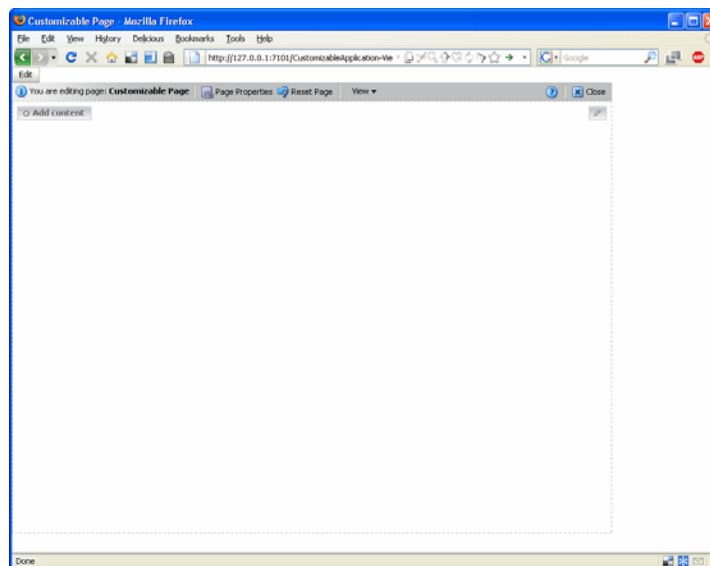 Customizable Page - Mozilla Firefox
File Edit View History Delicious Bookmarks Tools Help
http://127.0.0.1:7101/CustomizableApplication-Vie Google
Edit
You are editing page: Customizable Page Page Properties Reset Page View Close
Add content
Done